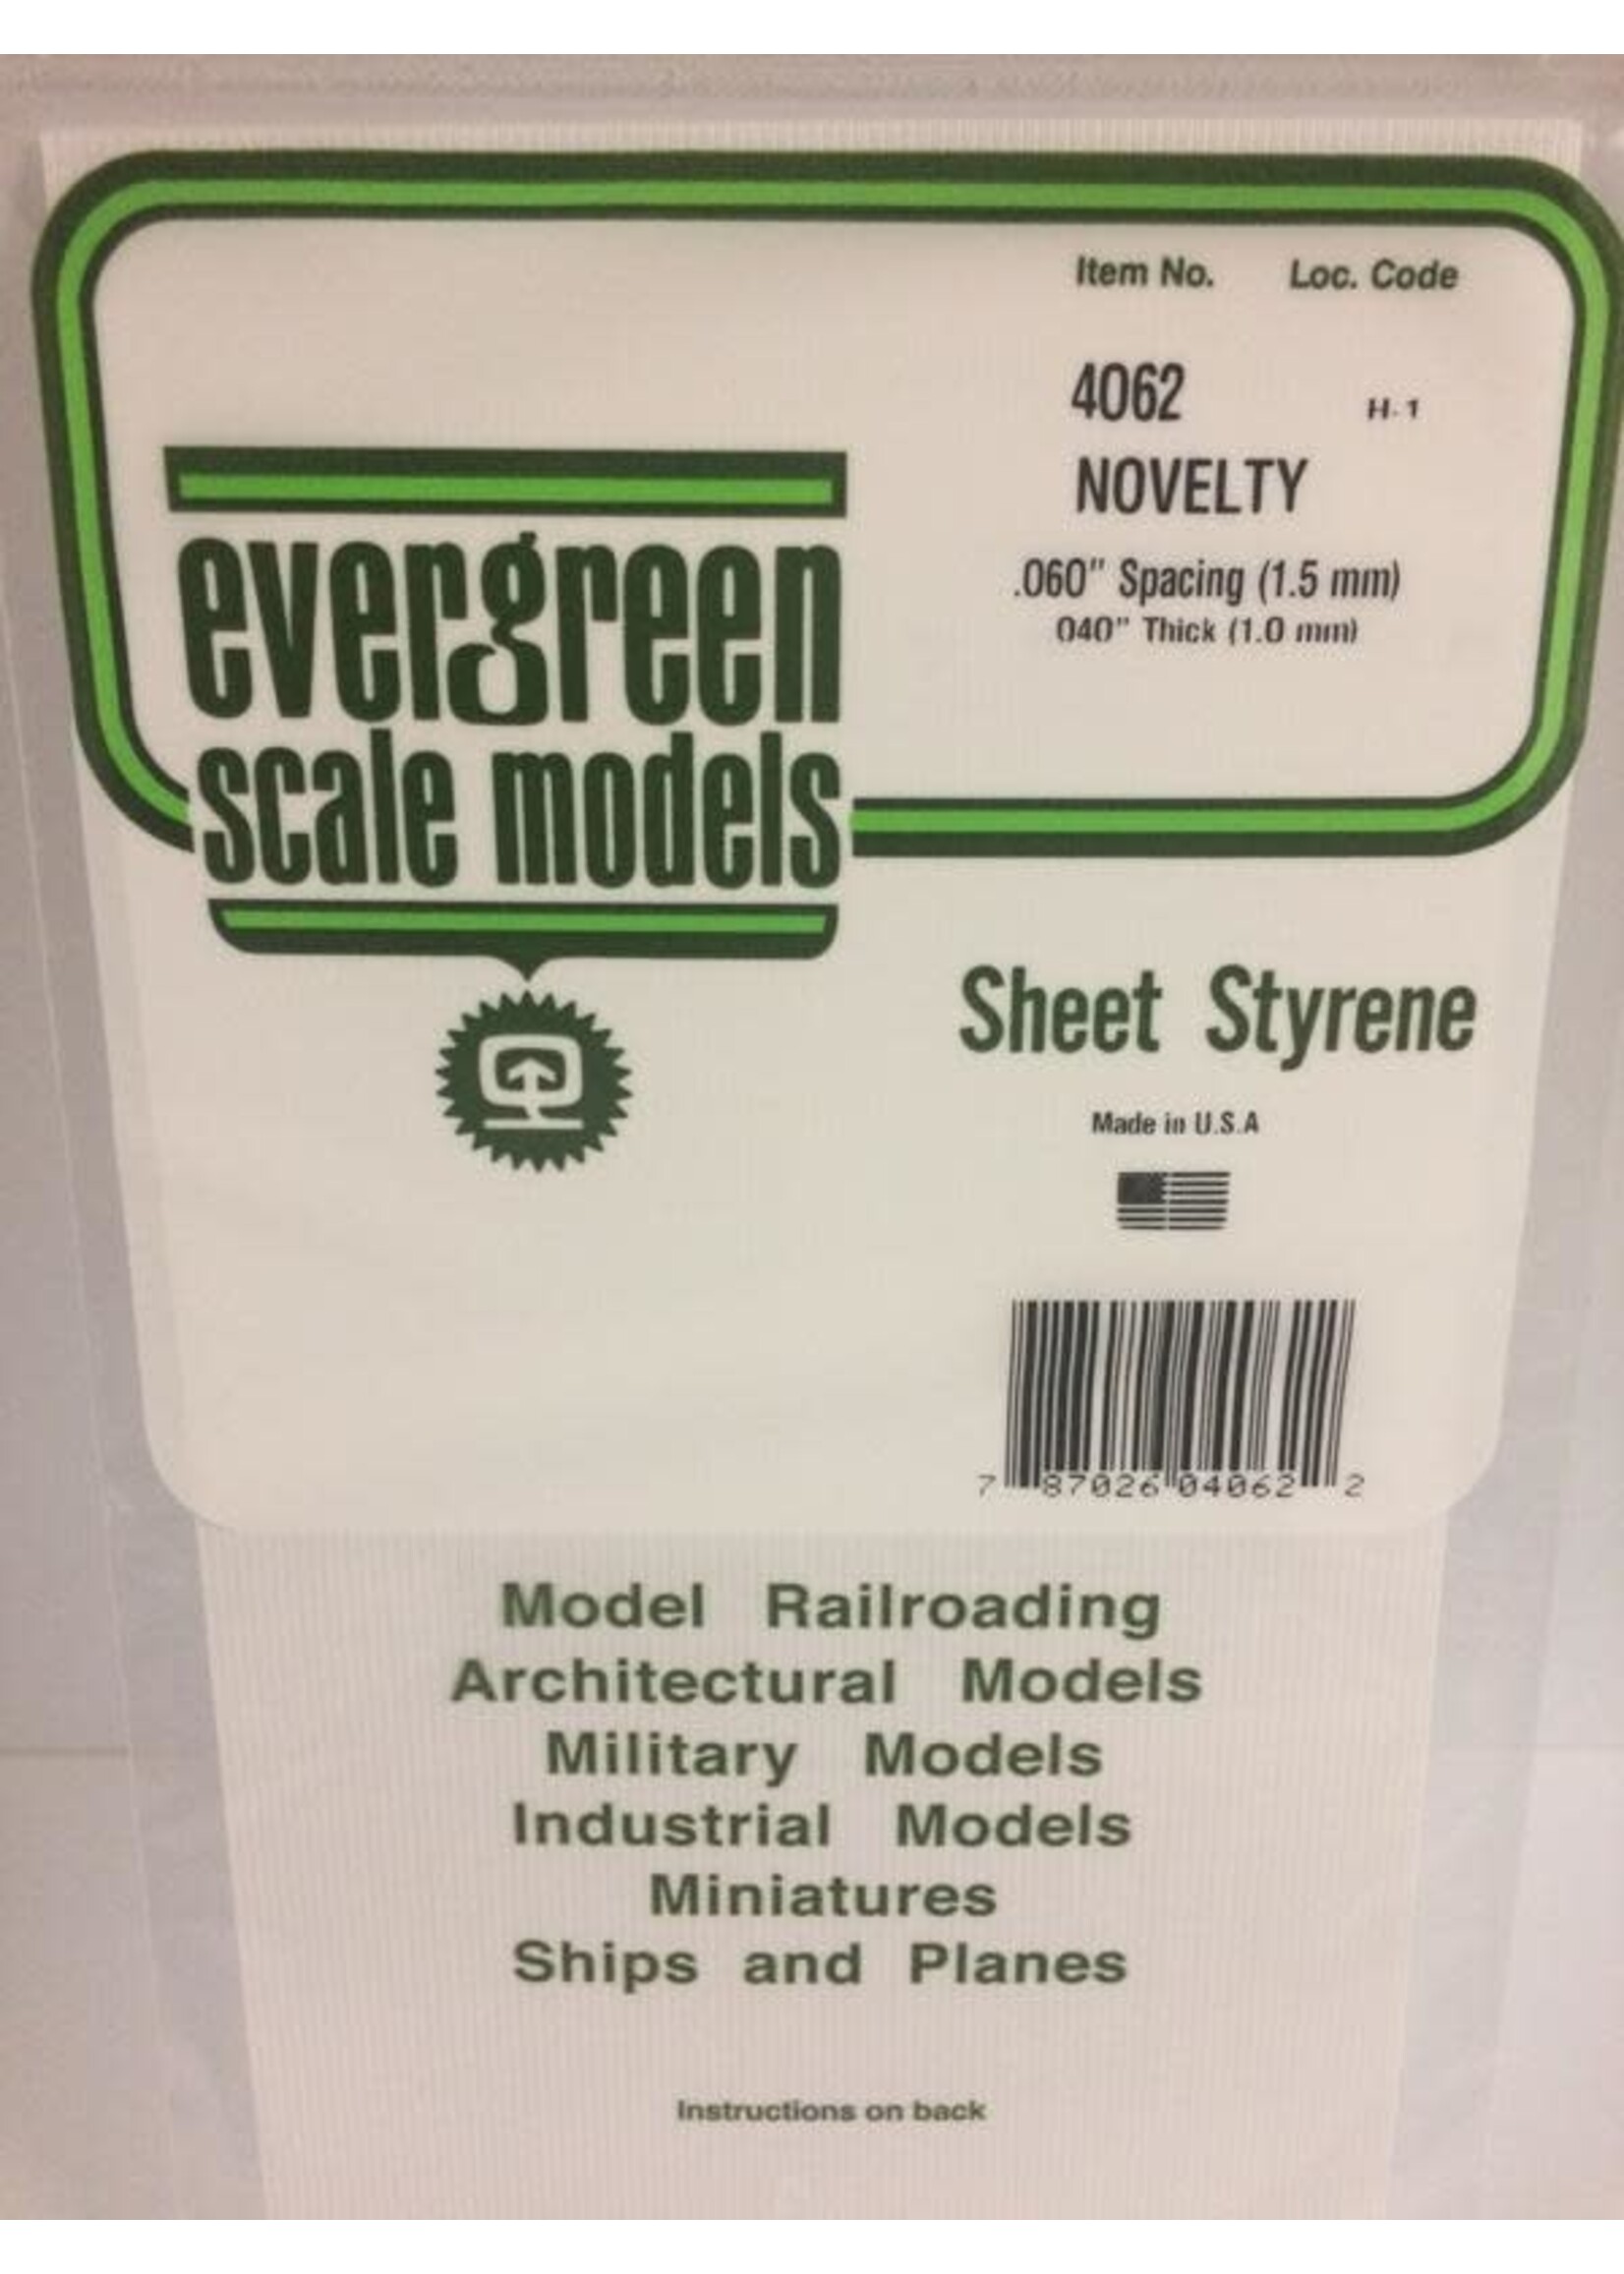 Item No. Loc. Code
4062 H-1
NOVELTY
.060" Spacing (1.5 mm)
040" Thick (1.0 mm)
evergreen
scale models
Sheet Styrene
Made in U.S.A
7 87026 04062 2
Model Railroading
Architectural Models
Military Models
Industrial Models
Miniatures
Ships and Planes
Instructions on back